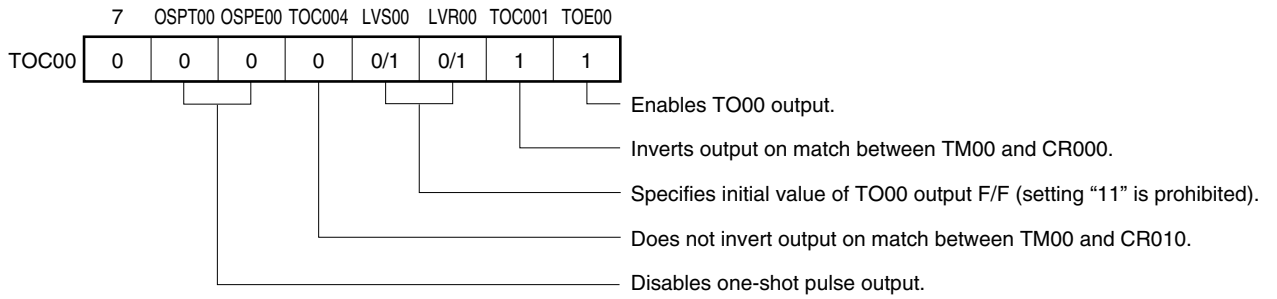 7 OSPT00 OSPE00 TOC004 LVS00 LVR00 TOC001 TOE00
TOC00 0 0 0 0 0/1 0/1 1 1
Enables TO00 output.
Inverts output on match between TM00 and CR000.
Specifies initial value of TO00 output F/F (setting “11” is prohibited).
Does not invert output on match between TM00 and CR010.
Disables one-shot pulse output.